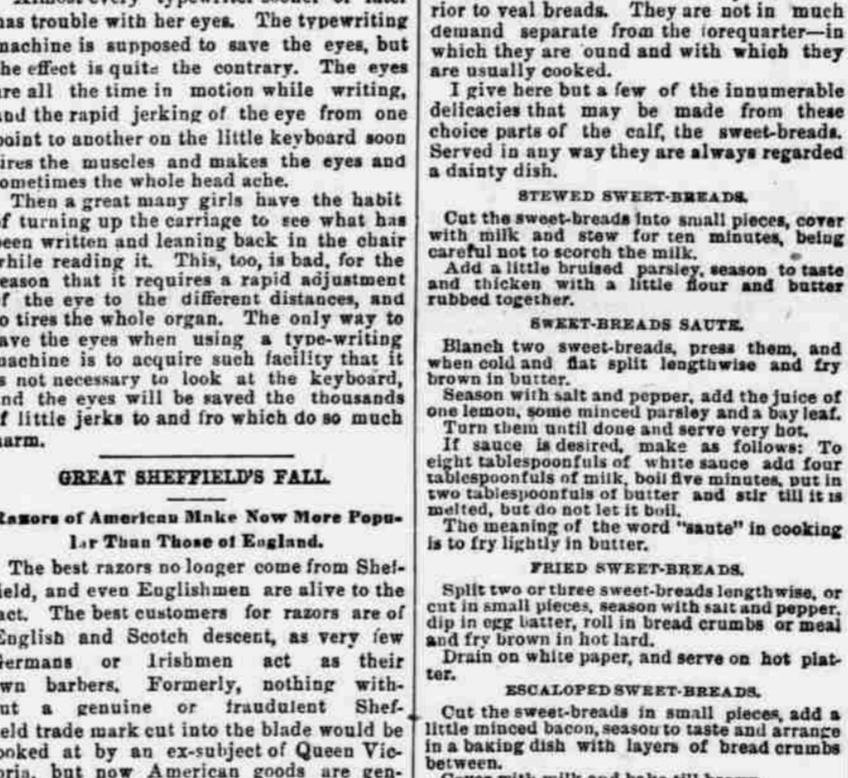 has trouble with her eyes. The typewriting
machine is supposed to save the eyes, but
the effect is quite the contrary. The eyes
are all the time in motion while writing,
and the rapid jerking of the eye from one
point to another on the little keyboard soon
tires the muscles and makes the eyes and
sometimes the whole head ache.
Then a great many girls have the habit
of turning up the carriage to see what has
been written and leaning back in the chair
while reading it. This, too, is bad, for the
reason that it requires a rapid adjustment
of the eye to the different distances, and
so tires the whole organ. The only way to
save the eyes when using a type-writing
machine is to acquire such facility that it
is not necessary to look at the keyboard,
and the eyes will be saved the thousands
of little jerks to and fro which do so much
harm.
GREAT SHEFFIELD'S FALL.
Razors of American Make Now More Popu-
lar Than Those of England.
The best razors no longer come from Shef-
field, and even Englishmen are alive to the
fact. The best customers for razors are of
English and Scotch descent, as very few
Germans or Irishmen act as their
own barbers. Formerly, nothing with-
out a genuine or fraudulent Shef-
field trade mark cut into the blade would be
looked at by an ex-subject of Queen Vic-
toria, but now American goods are gen-
rior to veal breads. They are not in much
demand separate from the forequarter—in
which they are ound and with which they
are usually cooked.
I give here but a few of the innumerable
delicacies that may be made from these
choice parts of the calf, the sweet-breads.
Served in any way they are always regarded
a dainty dish.
STEWED SWEET-BREADS.
Cut the sweet-breads into small pieces, cover
with milk and stew for ten minutes, being
careful not to scorch the milk.
Add a little bruised parsley, season to taste
and thicken with a little flour and butter
rubbed together.
SWEET-BREADS SAUTE.
Blanch two sweet-breads, press them, and
when cold and flat split lengthwise and fry
brown in butter.
Season with salt and pepper, add the juice of
one lemon, some minced parsley and a bay leaf.
Turn them until done and serve very hot.
If sauce is desired, make as follows: To
eight tablespoonfuls of white sauce add four
tablespoonfuls of milk, boil five minutes, put in
two tablespoonfuls of butter and stir till it is
melted, but do not let it boil.
The meaning of the word "saute" in cooking
is to fry lightly in butter.
FRIED SWEET-BREADS.
Split two or three sweet-breads lengthwise, or
cut in small pieces, season with salt and pepper,
dip in egg batter, roll in bread crumbs or meal
and fry brown in hot lard.
Drain on white paper, and serve on hot plat-
ter.
ESCALOPED SWEET-BREADS.
Cut the sweet-breads in small pieces, add a
little minced bacon, season to taste and arrange
in a baking dish with layers of bread crumbs
between.